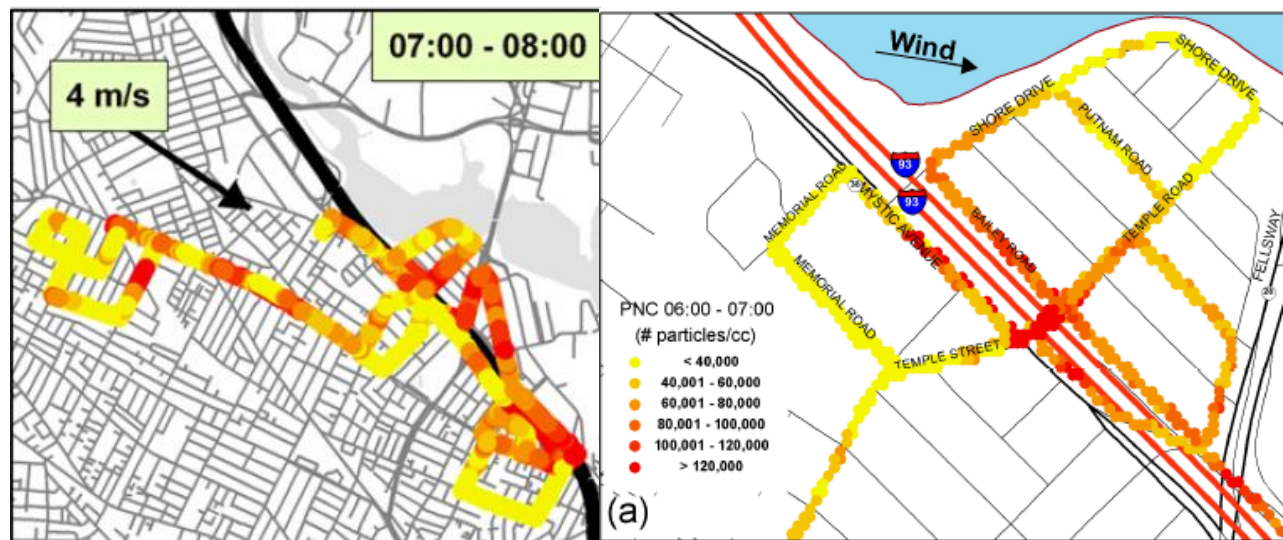 07:00 - 08:00
4 m/s
Wind
SHORE DRIVE
SHORE DRIVE
PUTNAM ROAD
93
93
MEMORIAL ROAD
38
MYSTIC AVENUE
BAILEY ROAD
TEMPLE ROAD
FELLSWAY
28
MEMORIAL ROAD
TEMPLE STREET
PNC 06:00 - 07:00
(# particles/cc)
< 40,000
40,001 - 60,000
60,001 - 80,000
80,001 - 100,000
100,001 - 120,000
> 120,000
(a)